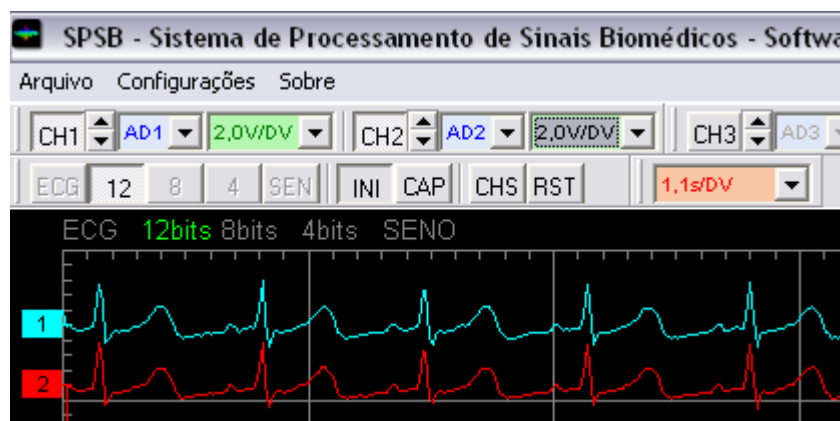 SPSB - Sistema de Processamento de Sinais Biomédicos - Softwa
Arquivo Configurações Sobre
CH1 AD1 2,0V/DV CH2 AD2 2,0V/DV CH3 AD3
ECG 12 8 4 SEN INI CAP CHS RST 1,1s/DV
ECG 12bits 8bits 4bits SENO
1
2